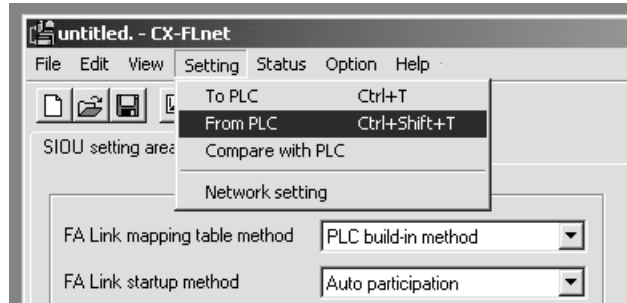 untitled. - CX-FLnet
File Edit View Setting Status Option Help
To PLC Ctrl+T
From PLC Ctrl+Shift+T
SIOU setting area
Compare with PLC
Network setting
FA Link mapping table method PLC build-in method
FA Link startup method Auto participation